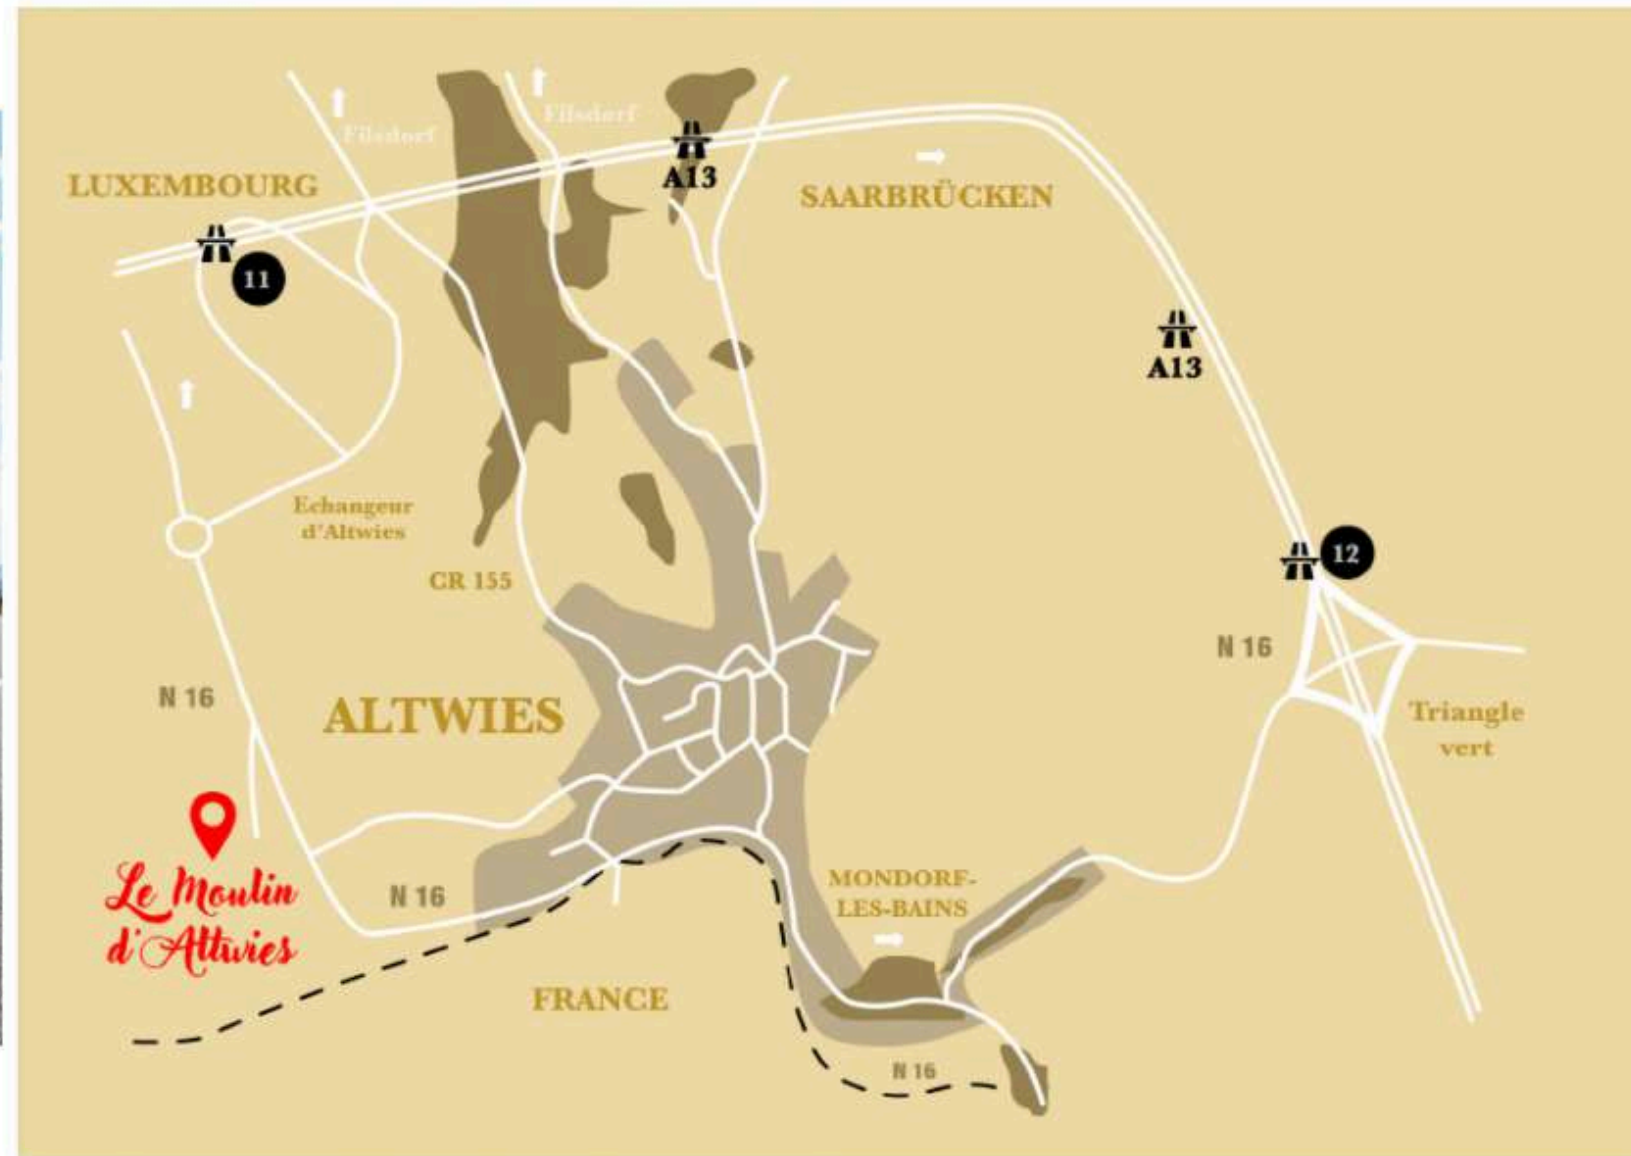 Filsdorf
Filsdorf
LUXEMBOURG
A13
SAARBRÜCKEN
11
A13
Echangeur
d'Altwies
CR 155
12
N 16
N 16
ALTWIES
Triangle
vert
Le Moulin
d'Altwies
N 16
MONDORF-
LES-BAINS
FRANCE
N 16